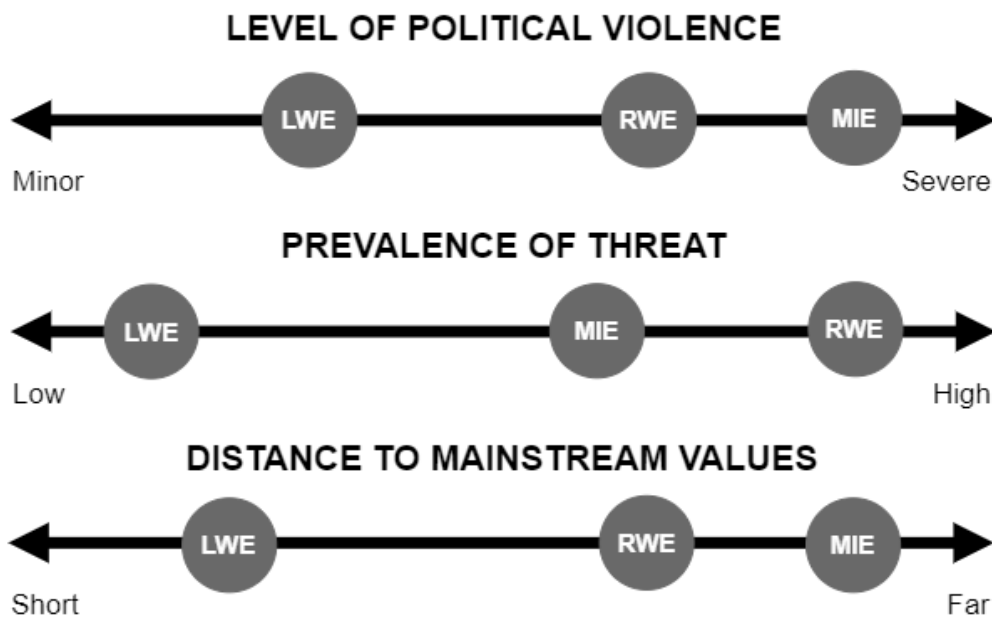 LEVEL OF POLITICAL VIOLENCE
LWE RWE MIE
Minor Severe
PREVALENCE OF THREAT
LWE MIE RWE
Low High
DISTANCE TO MAINSTREAM VALUES
LWE RWE MIE
Short Far